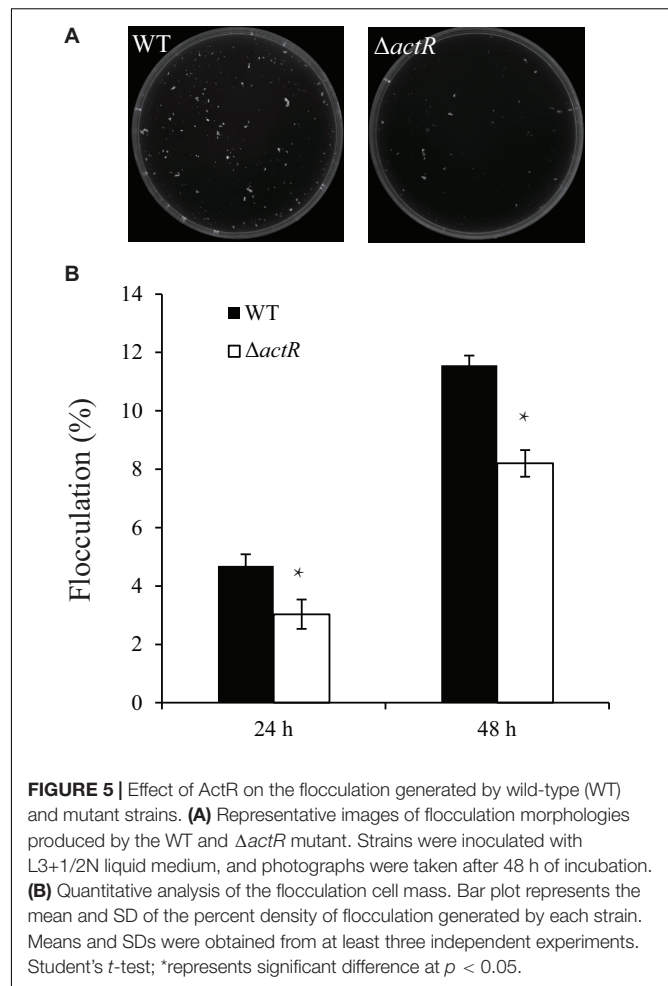 A
WT
ΔactR
B
14
12
10
8
6
4
2
0
Flocculation (%)
WT
ΔactR
*
*
24 h
48 h
FIGURE 5 | Effect of ActR on the flocculation generated by wild-type (WT)
and mutant strains. (A) Representative images of flocculation morphologies
produced by the WT and ΔactR mutant. Strains were inoculated with
L3+1/2N liquid medium, and photographs were taken after 48 h of incubation.
(B) Quantitative analysis of the flocculation cell mass. Bar plot represents the
mean and SD of the percent density of flocculation generated by each strain.
Means and SDs were obtained from at least three independent experiments.
Student's t-test; *represents significant difference at p < 0.05.